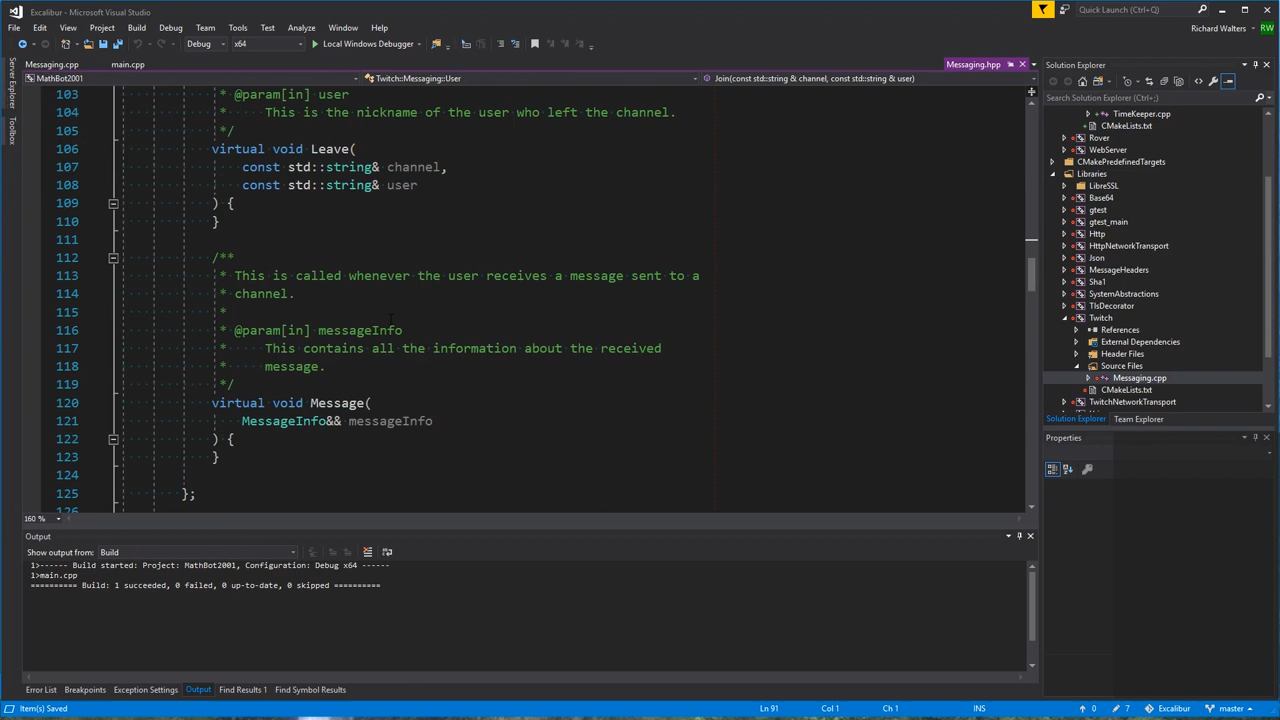 Excalibur - Microsoft Visual Studio
Quick Launch (Ctrl+Q)
File Edit View Project Build Debug Team Tools Test Analyze Window Help
Richard Walters RW
Debug x64 Local Windows Debugger
Messaging.cpp main.cpp Messaging.hpp
MathBot2001 Twitch::Messaging::User Join(const std::string & channel, const std::string & user)
Server Explorer
Toolbox
103 * @param[in] user
104 * This is the nickname of the user who left the channel.
105 */
106 virtual void Leave(
107 const std::string& channel,
108 const std::string& user
109 ) {
110 }
111
112 /**
113 * This is called whenever the user receives a message sent to a
114 * channel.
115 *
116 * @param[in] messageInfo
117 * This contains all the information about the received
118 * message.
119 */
120 virtual void Message(
121 MessageInfo&& messageInfo
122 ) {
123 }
124
125 };
126
160 %
Solution Explorer
Search Solution Explorer (Ctrl+;)
TimeKeeper.cpp
CMakeLists.txt
Rover
WebServer
CMakePredefinedTargets
Libraries
LibreSSL
Base64
gtest
gtest_main
Http
HttpNetworkTransport
Json
MessageHeaders
Sha1
SystemAbstractions
TlsDecorator
Twitch
References
External Dependencies
Header Files
Source Files
Messaging.cpp
CMakeLists.txt
TwitchNetworkTransport
Solution Explorer Team Explorer
Properties
Output
Show output from: Build
1>------ Build started: Project: MathBot2001, Configuration: Debug x64 ------
1>main.cpp
========== Build: 1 succeeded, 0 failed, 0 up-to-date, 0 skipped ==========
Error List Breakpoints Exception Settings Output Find Results 1 Find Symbol Results
Item(s) Saved Ln 91 Col 1 Ch 1 INS 0 7 Excalibur master